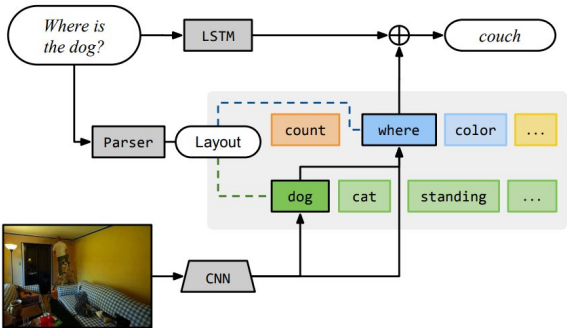 Where is
the dog?
LSTM
couch
Parser
Layout
count
where
color
...
dog
cat
standing
...
CNN